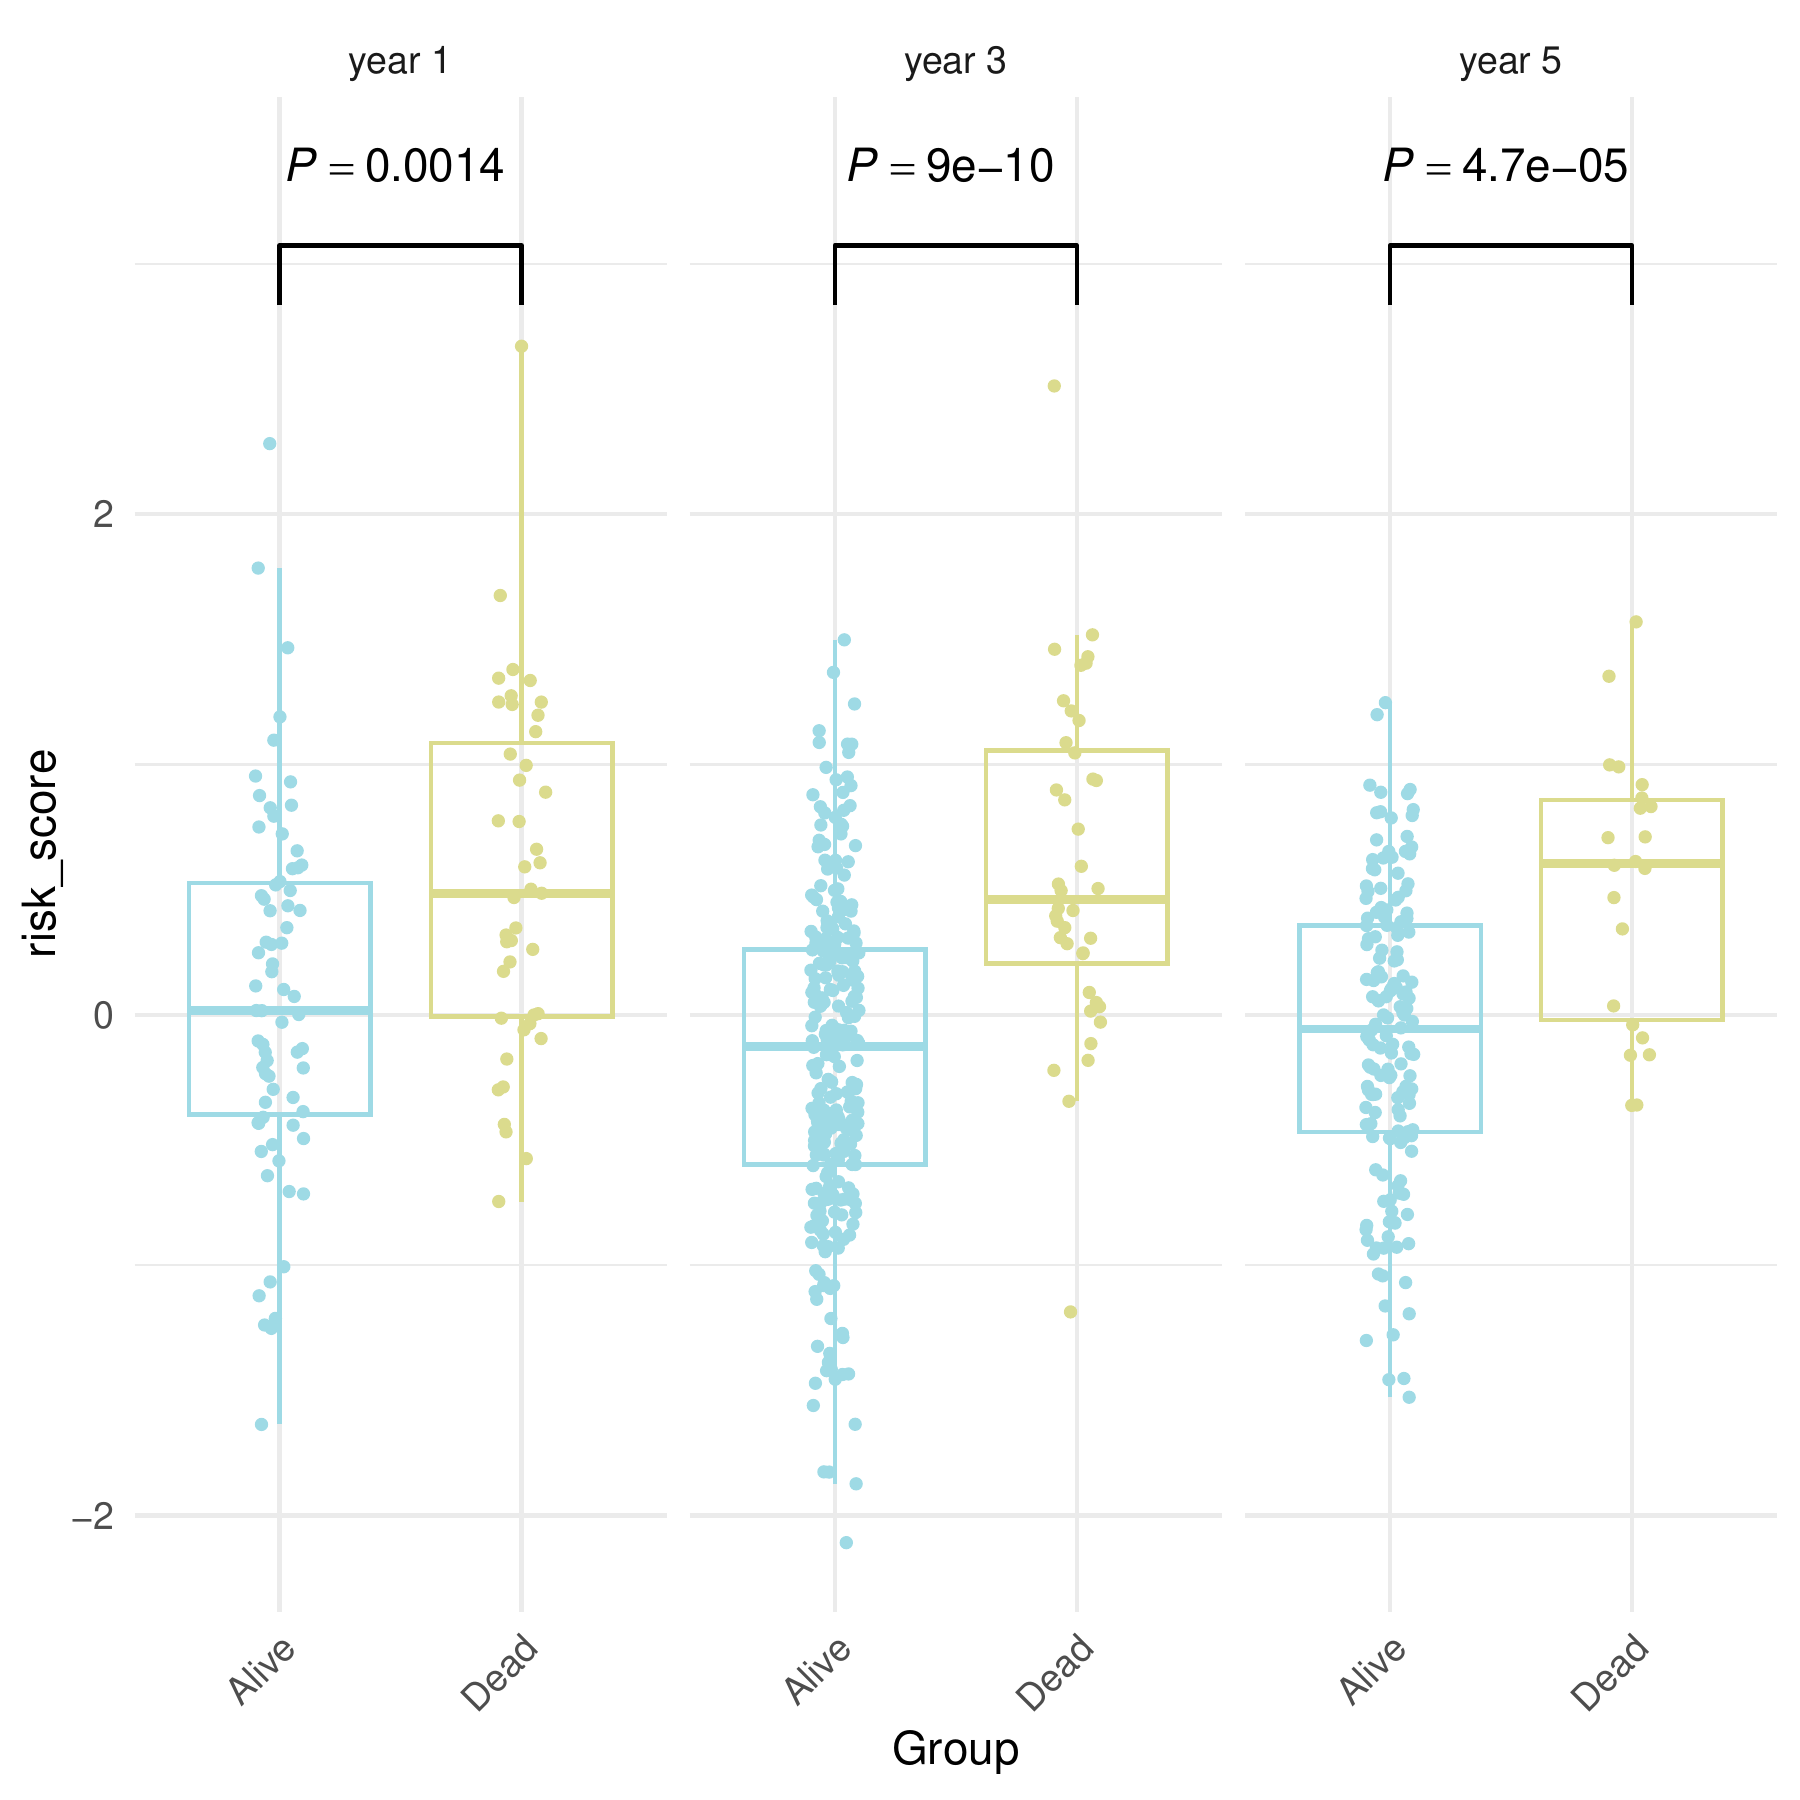 year 1
year 3
year 5
P = 0.0014
P = 9e−10
P = 4.7e−05
risk_score
2
0
−2
Alive
Dead
Alive
Dead
Alive
Dead
Group